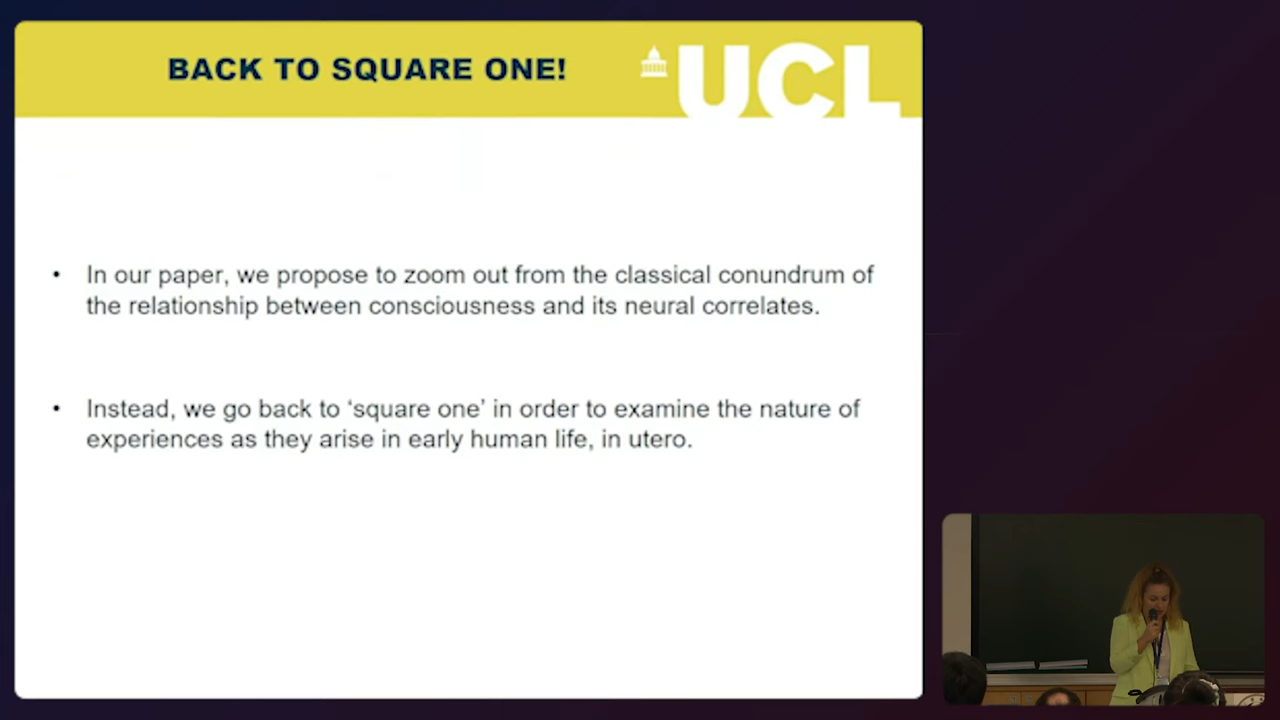 BACK TO SQUARE ONE!
UCL
• In our paper, we propose to zoom out from the classical conundrum of
the relationship between consciousness and its neural correlates.
• Instead, we go back to ‘square one’ in order to examine the nature of
experiences as they arise in early human life, in utero.